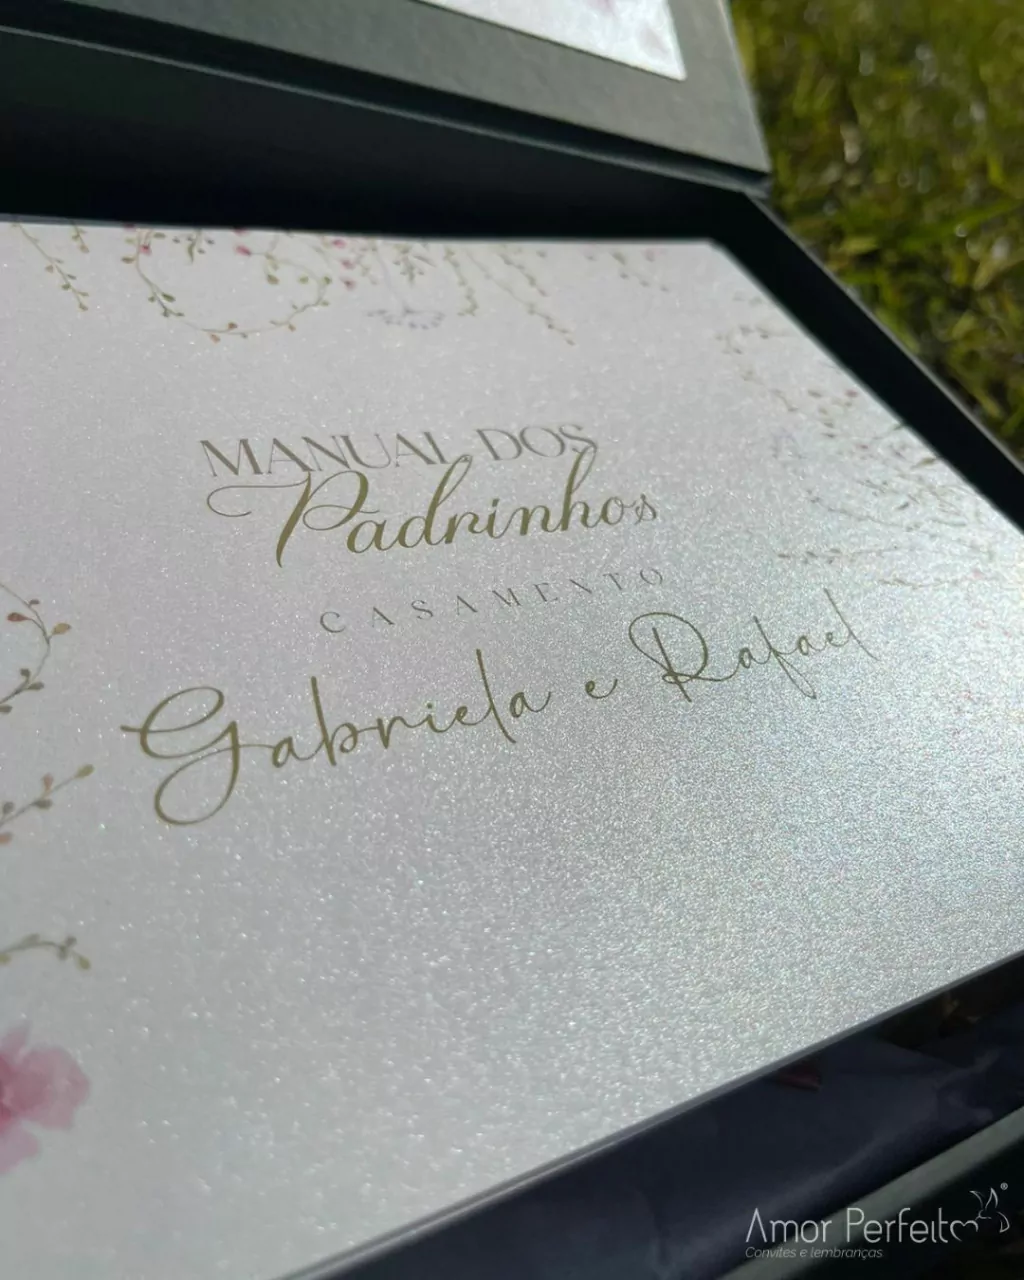 MANUAL DOS
Padrinhos
CASAMENTO
Gabriela e Rafael
Amor Perfeito ®
Convites e lembranças